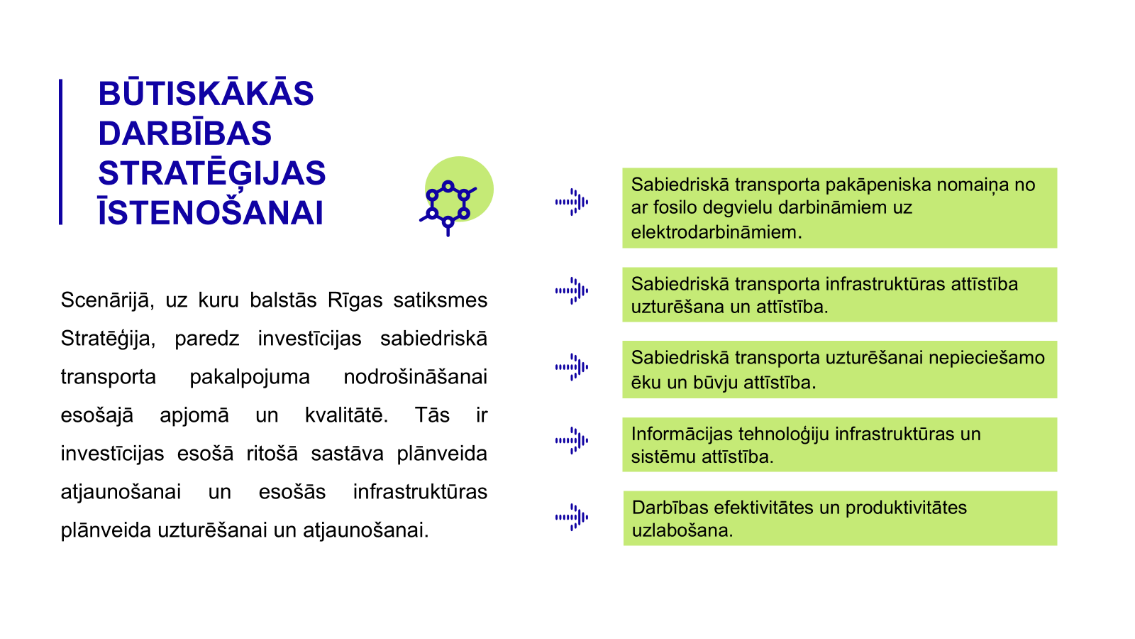 BŪTISKĀKĀS
DARBĪBAS
STRATĒĢIJAS
ĪSTENOŠANAI
Scenārijā, uz kuru balstās Rīgas satiksmes
Stratēģija, paredz investīcijas sabiedriskā
transporta pakalpojuma nodrošināšanai
esošajā apjomā un kvalitātē. Tās ir
investīcijas esošā ritošā sastāva plānveida
atjaunošanai un esošās infrastruktūras
plānveida uzturēšanai un atjaunošanai.
Sabiedriskā transporta pakāpeniska nomaiņa no
ar fosilo degvielu darbināmiem uz
elektrodarbināmiem.
Sabiedriskā transporta infrastruktūras attīstība
uzturēšana un attīstība.
Sabiedriskā transporta uzturēšanai nepieciešamo
ēku un būvju attīstība.
Informācijas tehnoloģiju infrastruktūras un
sistēmu attīstība.
Darbības efektivitātes un produktivitātes
uzlabošana.